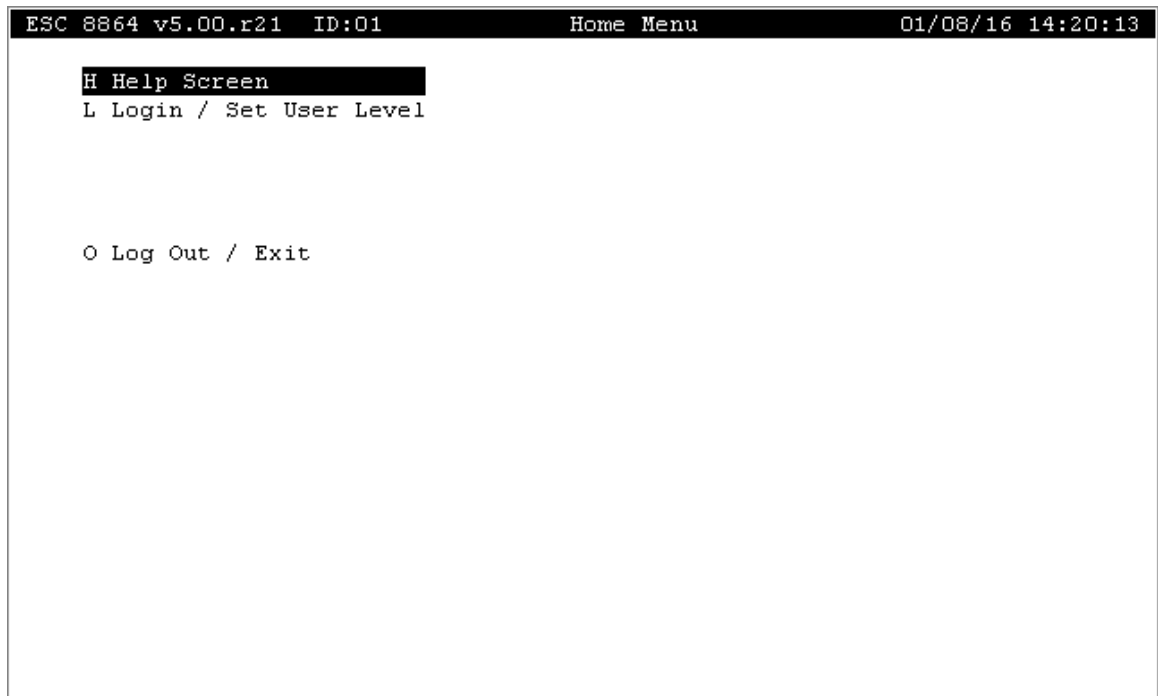 ESC 8864 v5.00.r21 ID:01 Home Menu 01/08/16 14:20:13
H Help Screen
L Login / Set User Level
O Log Out / Exit